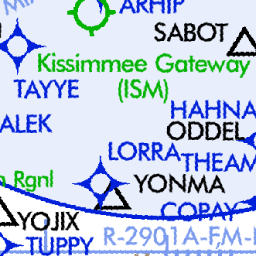 ARHIP
SABOT
Kissimmee Gateway
(ISM)
TAYYE
HAHNA
ALEK
ODDEL
LORRA
THEAM
Rgnl
YONMA
COPAY
YOJIX
R-2901A-FM-
TUPPY